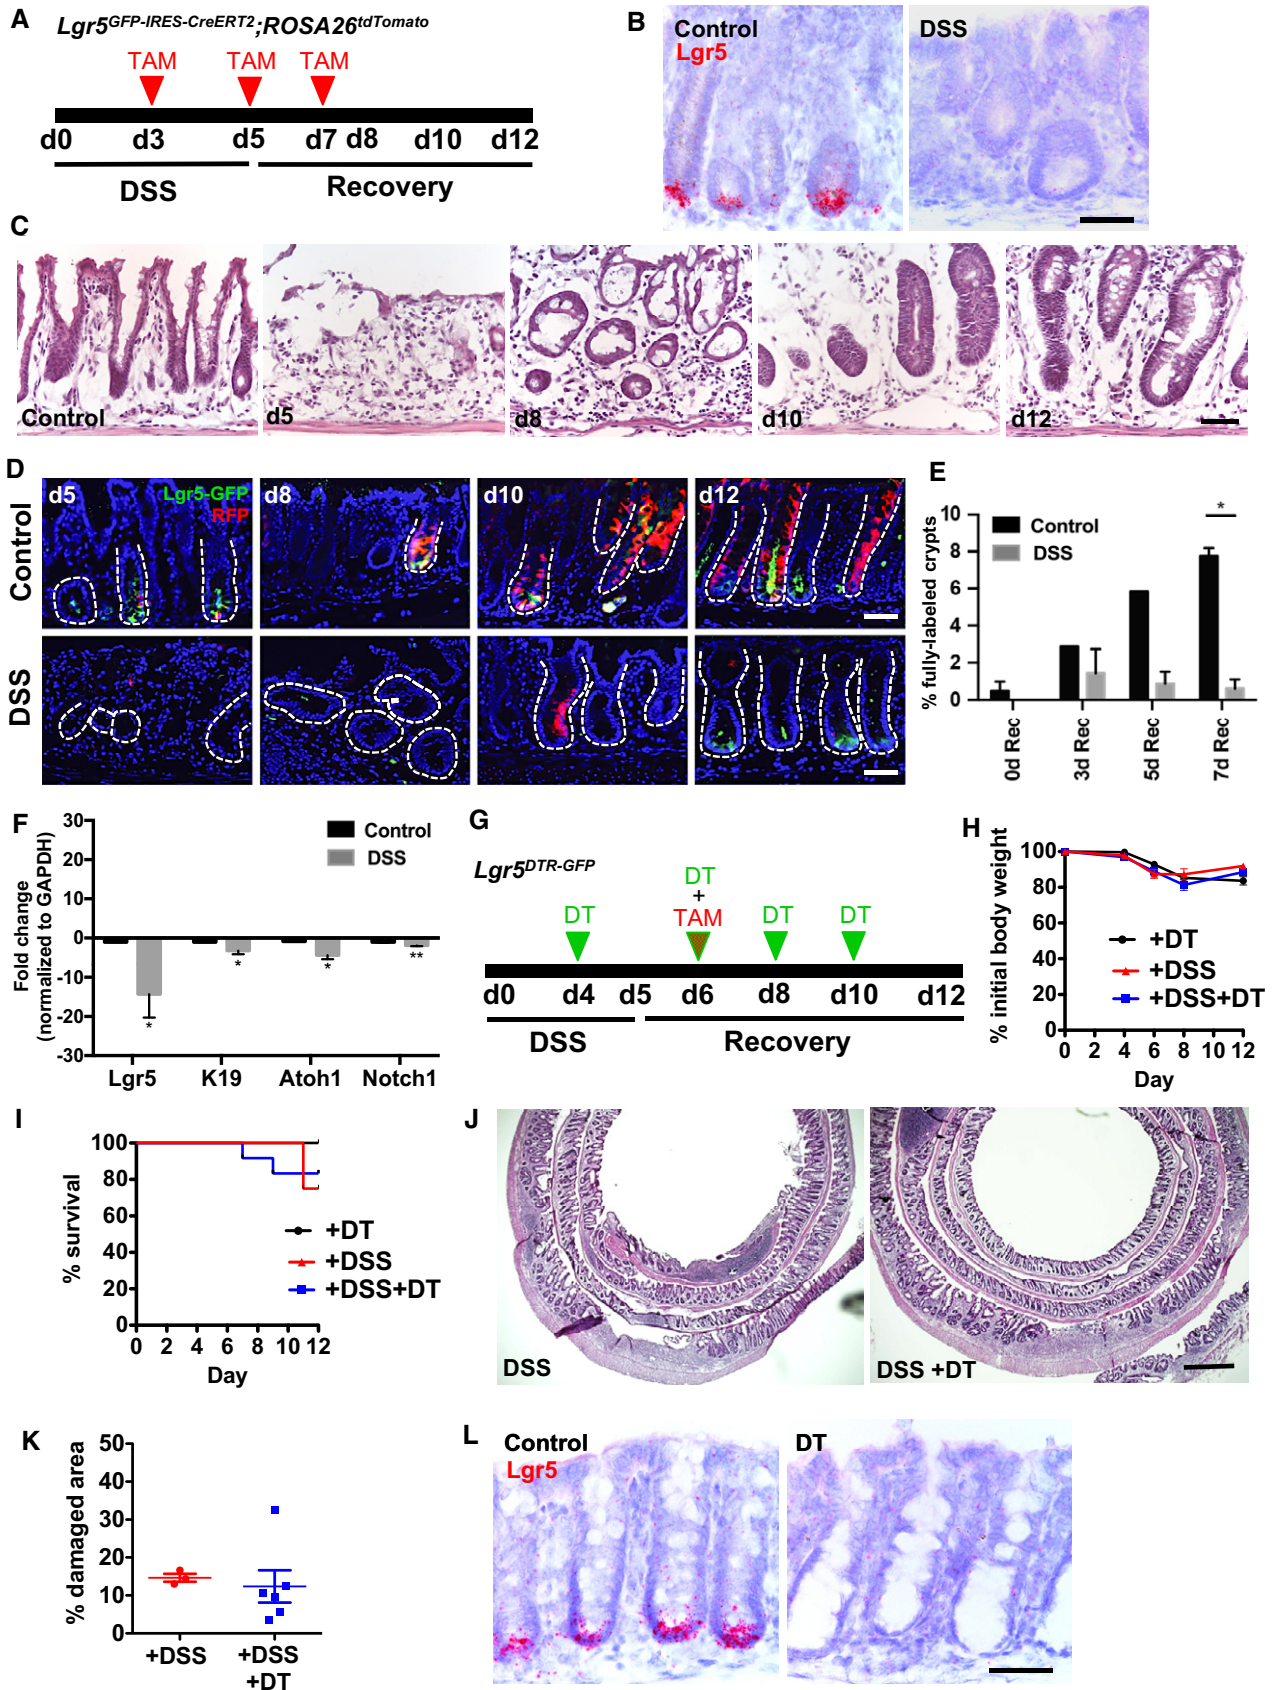 A
Lgr5GFP-IRES-CreERT2;ROSA26tdTomato
TAM TAM TAM
d0 d3 d5 d7 d8 d10 d12
DSS Recovery
B
Control
Lgr5
DSS
C
Control
d5
d8
d10
d12
D
Control
DSS
d5
Lgr5-GFP
RFP
d8
d10
d12
E
% fully-labeled crypts
10
8
6
4
2
0
Control
DSS
*
0d Rec
3d Rec
5d Rec
7d Rec
F
Fold change
(normalized to GAPDH)
30
20
10
0
-10
-20
-30
Control
DSS
* * * **
Lgr5 K19 Atoh1 Notch1
G
Lgr5DTR-GFP
DT
+
DT TAM DT DT
d0 d4 d5 d6 d8 d10 d12
DSS Recovery
H
% initial body weight
100
80
60
40
20
0
+DT
+DSS
+DSS+DT
0 2 4 6 8 10 12
Day
I
% survival
100
80
60
40
20
0
+DT
+DSS
+DSS+DT
0 2 4 6 8 10 12
Day
J
DSS
DSS +DT
K
% damaged area
50
40
30
20
10
0
+DSS +DSS
+DT
L
Control
Lgr5
DT